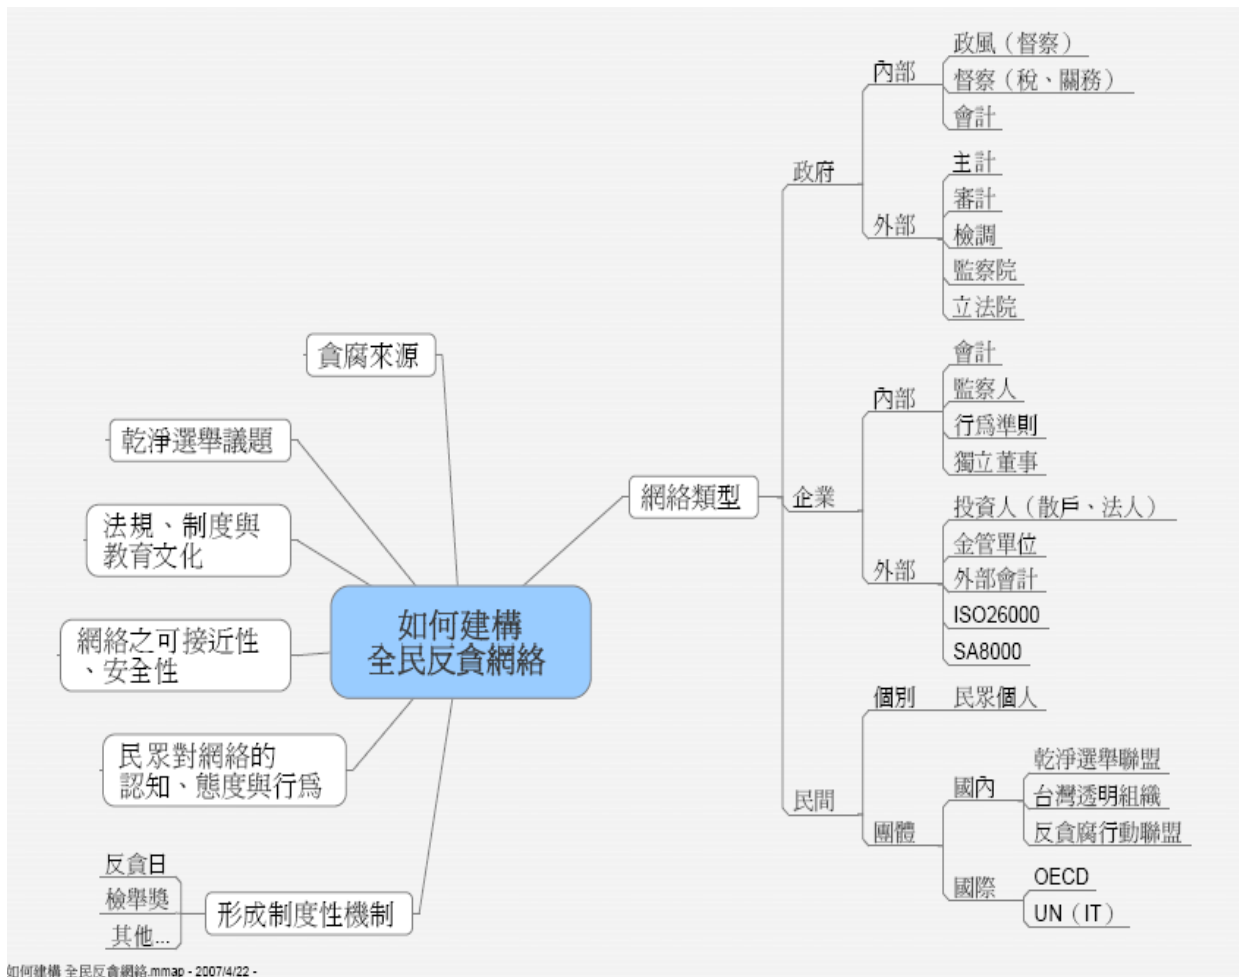 如何建構
全民反貪網絡
貪腐來源
乾淨選舉議題
法規、制度與
教育文化
網絡之可接近性
、安全性
民眾對網絡的
認知、態度與行為
形成制度性機制
反貪日
檢舉獎
其他...
網絡類型
政府
內部
政風（督察）
督察（稅、關務）
會計
外部
主計
審計
檢調
監察院
立法院
企業
內部
會計
監察人
行為準則
獨立董事
外部
投資人（散戶、法人）
金管單位
外部會計
ISO26000
SA8000
民間
個別
民眾個人
團體
國內
乾淨選舉聯盟
台灣透明組織
反貪腐行動聯盟
國際
OECD
UN（IT）
如何建構 全民反貪網絡.mmap - 2007/4/22 -